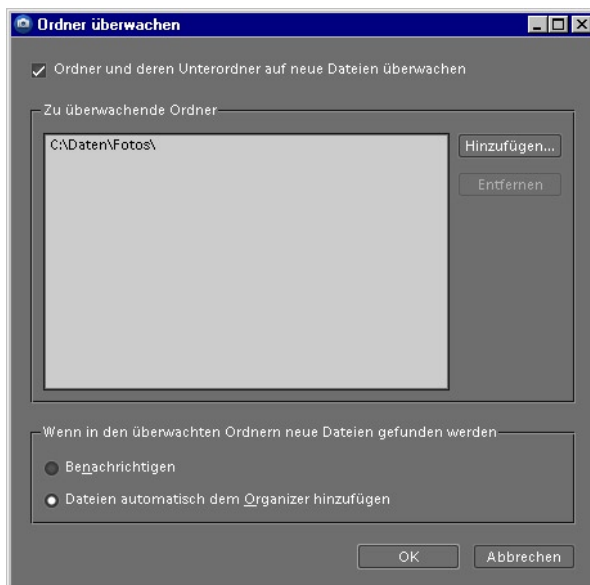 Ordner überwachen
Ordner und deren Unterordner auf neue Dateien überwachen
Zu überwachende Ordner
C:\Daten\Fotos\
Hinzufügen...
Entfernen
Wenn in den überwachten Ordnern neue Dateien gefunden werden
Benachrichtigen
Dateien automatisch dem Organizer hinzufügen
OK
Abbrechen